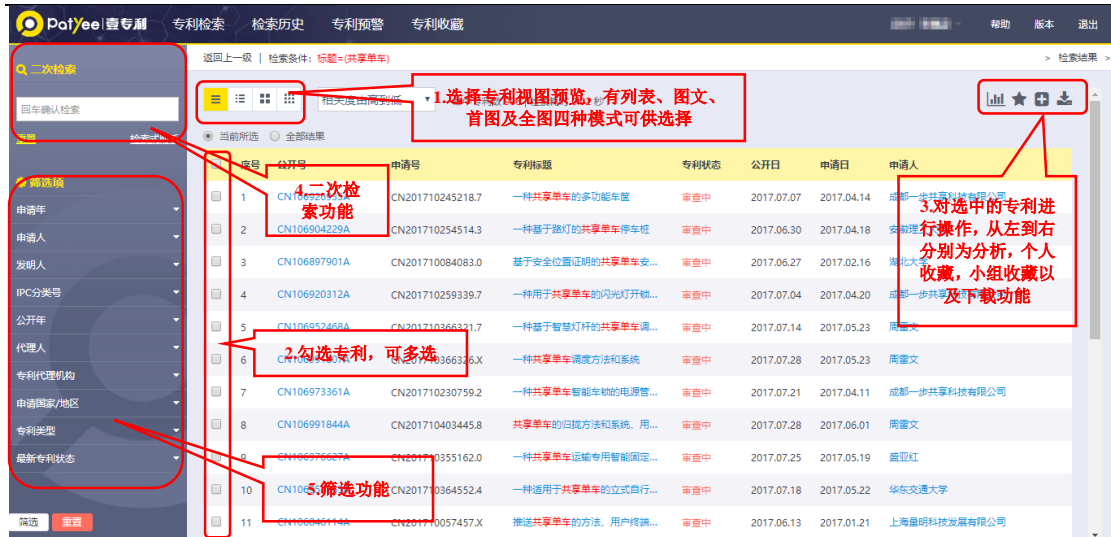 Patyee 壹专利 专利检索 检索历史 专利预警 专利收藏 帮助 版本 退出
返回上一级 | 检索条件: 标题=(共享单车) > 检索结果 >
二次检索
回车确认检索
重置
相关度由高到低
1.选择专利视图预览，有列表、图文、
首图及全图四种模式可供选择
当前所选 全部结果
序号 公开号 申请号 专利标题 专利状态 公开日 申请日 申请人
筛选项
申请年
申请人
发明人
IPC分类号
公开年
代理人
专利代理机构
申请国家/地区
专利类型
最新专利状态
筛选 重置
4.二次检
索功能
2.勾选专利，可多选
5.筛选功能
3.对选中的专利进
行操作，从左到右
分别为分析，个人
收藏，小组收藏以
及下载功能
1 CN201710245218.7 一种共享单车的多功能车筐 审查中 2017.07.07 2017.04.14
2 CN106904229A CN201710254514.3 一种基于路灯的共享单车停车桩 审查中 2017.06.30 2017.04.18
3 CN106897901A CN201710084083.0 基于安全位置证明的共享单车安... 审查中 2017.06.27 2017.02.16 湖北大学
4 CN106920312A CN201710259339.7 一种用于共享单车的闪光灯开锁... 审查中 2017.07.04 2017.04.20
5 CN106952468A CN201710366321.7 一种基于智慧灯杆的共享单车调... 审查中 2017.07.14 2017.05.23 周雷文
6 CN201710366326.X 一种共享单车调度方法和系统 审查中 2017.07.28 2017.05.23 周雷文
7 CN106973361A CN201710230759.2 一种共享单车智能车锁的电源管... 审查中 2017.07.21 2017.04.11 成都一步共享科技有限公司
8 CN106991844A CN201710403445.8 共享单车的归拢方法和系统、用... 审查中 2017.07.28 2017.06.01 周雷文
9 CN106976627A CN201710355162.0 一种共享单车运输专用智能固定... 审查中 2017.07.25 2017.05.19 盛亚红
10 CN201710364552.4 一种适用于共享单车的立式自行... 审查中 2017.07.18 2017.05.22 华东交通大学
11 CN106846114A CN201710057457.X 推送共享单车的方法、用户终端... 审查中 2017.06.13 2017.01.21 上海量明科技发展有限公司